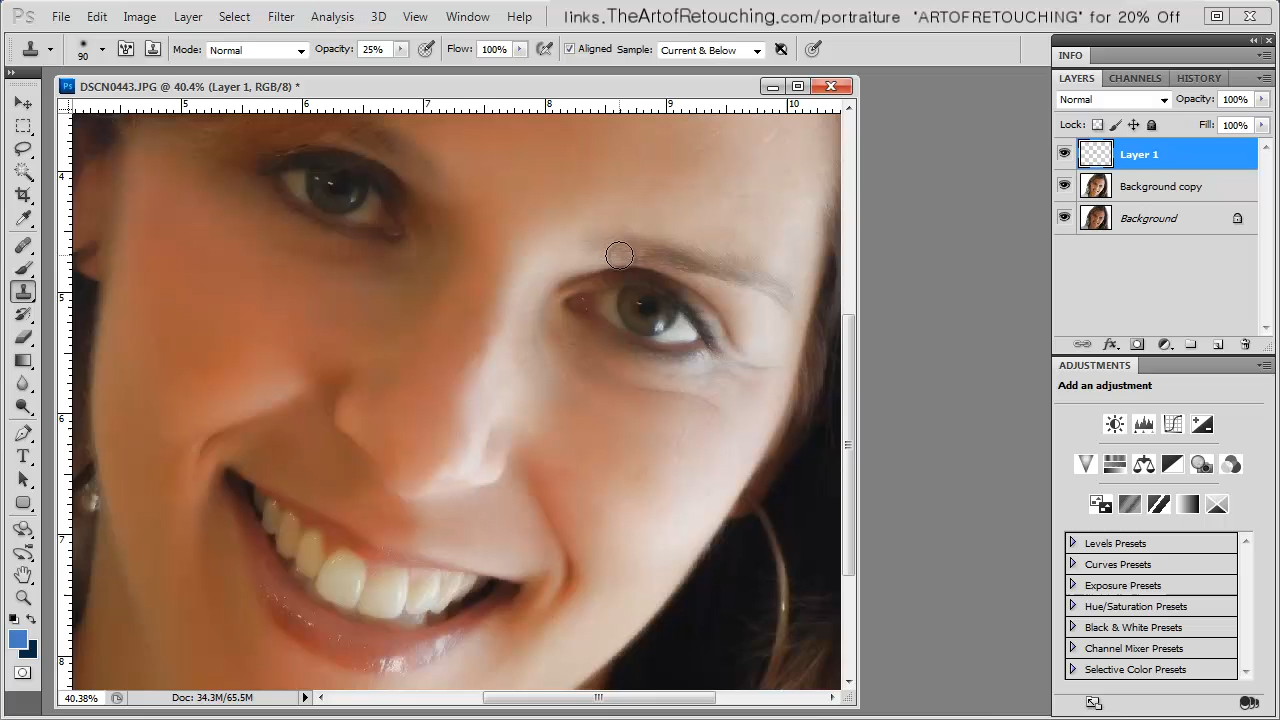 Ps File Edit Image Layer Select Filter Analysis 3D View Window Help
links.TheArtofRetouching.com/portraiture "ARTOFRETOUCHING" for 20% Off
90 Mode: Normal Opacity: 25% Flow: 100% Aligned Sample: Current & Below
Ps DSCN0443.JPG @ 40.4% (Layer 1, RGB/8) *
5 6 7 8 9 10
4
5
6
7
8
40.38% Doc: 34.3M/65.5M
INFO
LAYERS CHANNELS HISTORY
Normal Opacity: 100%
Lock: Fill: 100%
Layer 1
Background copy
Background
ADJUSTMENTS
Add an adjustment
Levels Presets
Curves Presets
Exposure Presets
Hue/Saturation Presets
Black & White Presets
Channel Mixer Presets
Selective Color Presets